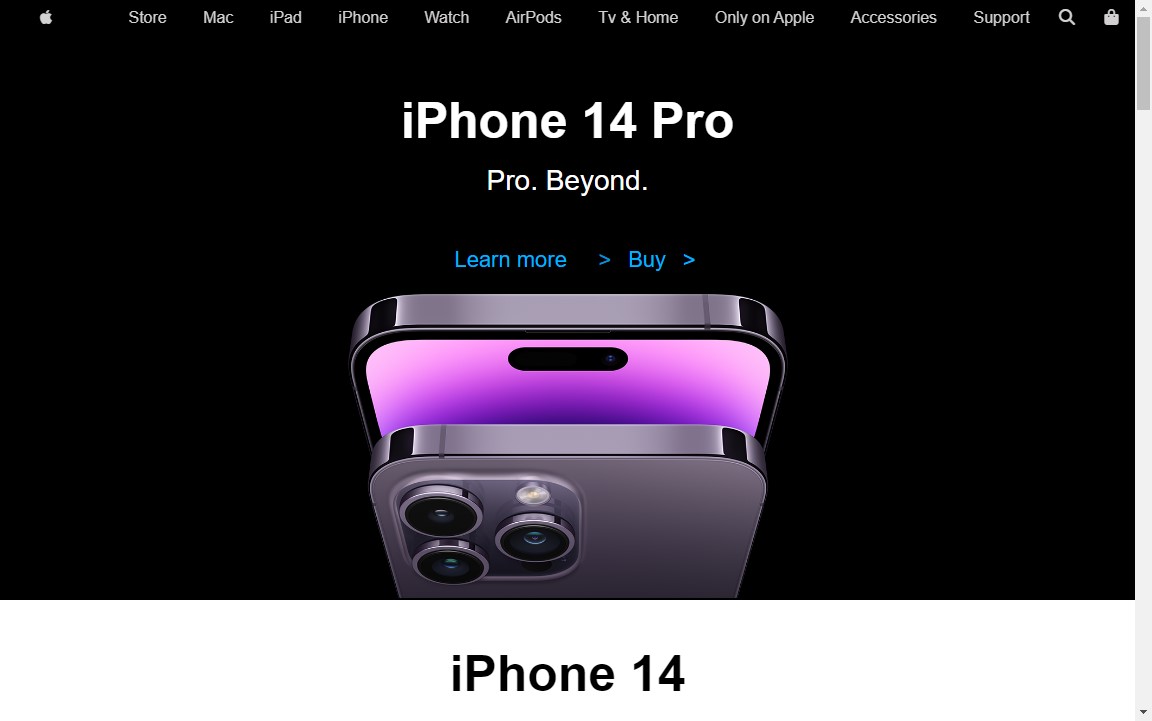 Store Mac iPad iPhone Watch AirPods Tv & Home Only on Apple Accessories Support
iPhone 14 Pro
Pro. Beyond.
Learn more > Buy >
iPhone 14